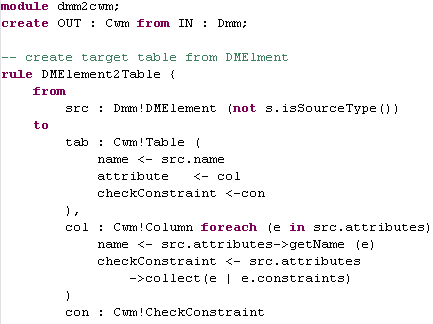 module dmm2cwm;
create OUT : Cwm from IN : Dmm;
-- create target table from DMElment
rule DMElement2Table {
from
src : Dmm!DMElement (not s.isSourceType())
to
tab : Cwm!Table (
name <- src.name
attribute <- col
checkConstraint <-con
),
col : Cwm!Column foreach (e in src.attributes)
name <- src.attributes->getName (e)
checkConstraint <- src.attributes
->collect(e | e.constraints)
)
con : Cwm!CheckConstraint